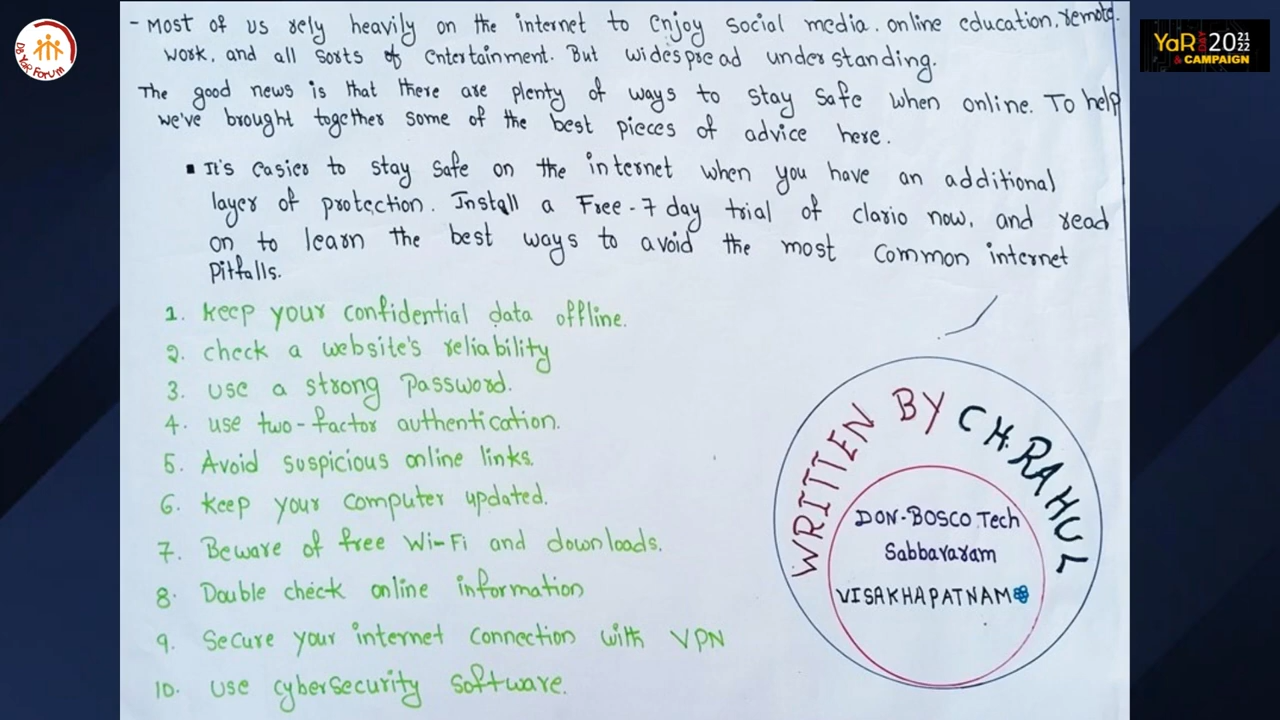 DB YaR Forum
YaR DAY 2021 2022
& CAMPAIGN
- Most of us rely heavily on the internet to enjoy social media. online education, remote.
work, and all sorts of entertainment. But widespread understanding.
The good news is that there are plenty of ways to stay safe when online. To help
we've brought together some of the best pieces of advice here.
▪ It's easier to stay safe on the internet when you have an additional
layer of protection. Install a Free-7 day trial of clario now, and read
on to learn the best ways to avoid the most common internet
Pitfalls.
1. Keep your confidential data offline.
2. check a website's reliability
3. use a strong Password.
4. use two-factor authentication.
5. Avoid suspicious online links.
6. Keep your computer updated.
7. Beware of free Wi-Fi and downloads.
8. Double check online information
9. Secure your internet connection with VPN
10. use cybersecurity software.
WRITTEN BY CH.RAHUL
DON-BOSCO Tech
Sabbavaram
VISAKHAPATNAM